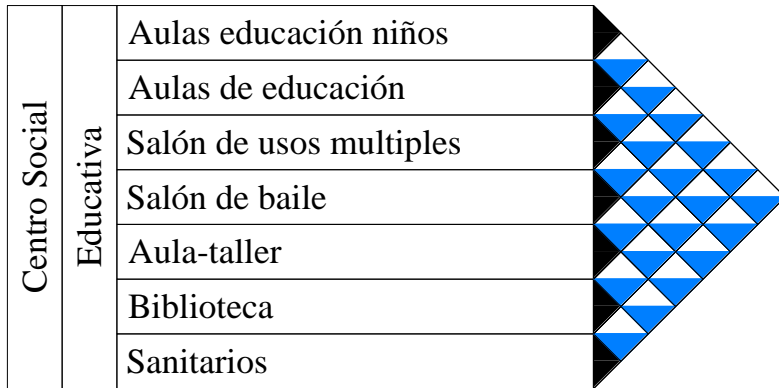 Centro Social
Educativa
Aulas educación niños
Aulas de educación
Salón de usos multiples
Salón de baile
Aula-taller
Biblioteca
Sanitarios